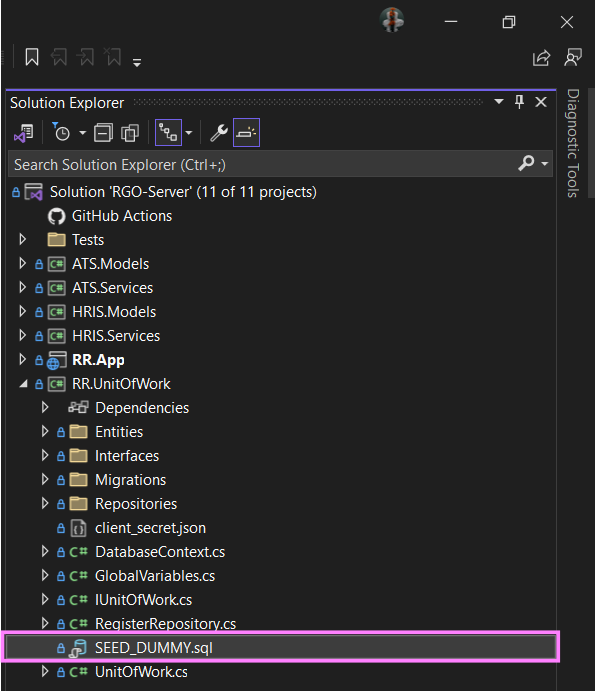 Solution Explorer
Search Solution Explorer (Ctrl+;)
Solution 'RGO-Server' (11 of 11 projects)
GitHub Actions
Tests
C# ATS.Models
C# ATS.Services
C# HRIS.Models
C# HRIS.Services
RR.App
C# RR.UnitOfWork
Dependencies
Entities
Interfaces
Migrations
Repositories
client_secret.json
C# DatabaseContext.cs
C# GlobalVariables.cs
C# IUnitOfWork.cs
C# RegisterRepository.cs
SEED_DUMMY.sql
C# UnitOfWork.cs
Diagnostic Tools